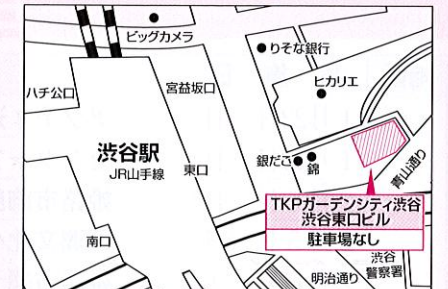 ビッグカメラ
りそな銀行
ハチ公口
宮益坂口
ヒカリエ
渋谷駅
JR山手線
東口
銀だこ
錦
青山通り
TKPガーデンシティ渋谷
渋谷東口ビル
駐車場なし
南口
明治通り
渋谷
警察署